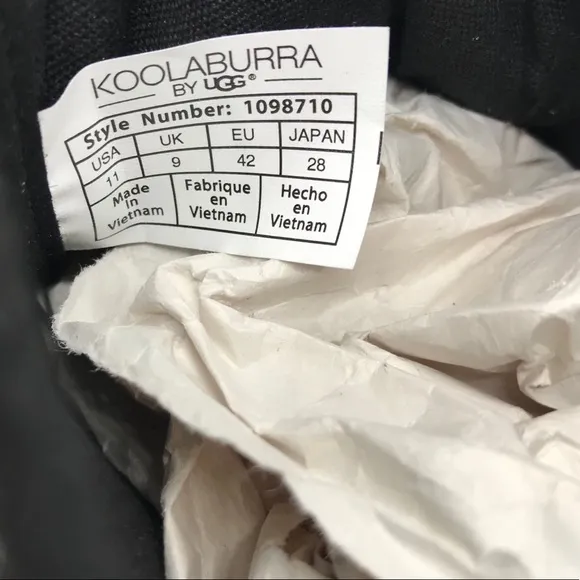 KOOLABURRA
BY UGG®
Style Number: 1098710
USA UK EU JAPAN
11 9 42 28
Made in Vietnam Fabrique en Vietnam Hecho en Vietnam